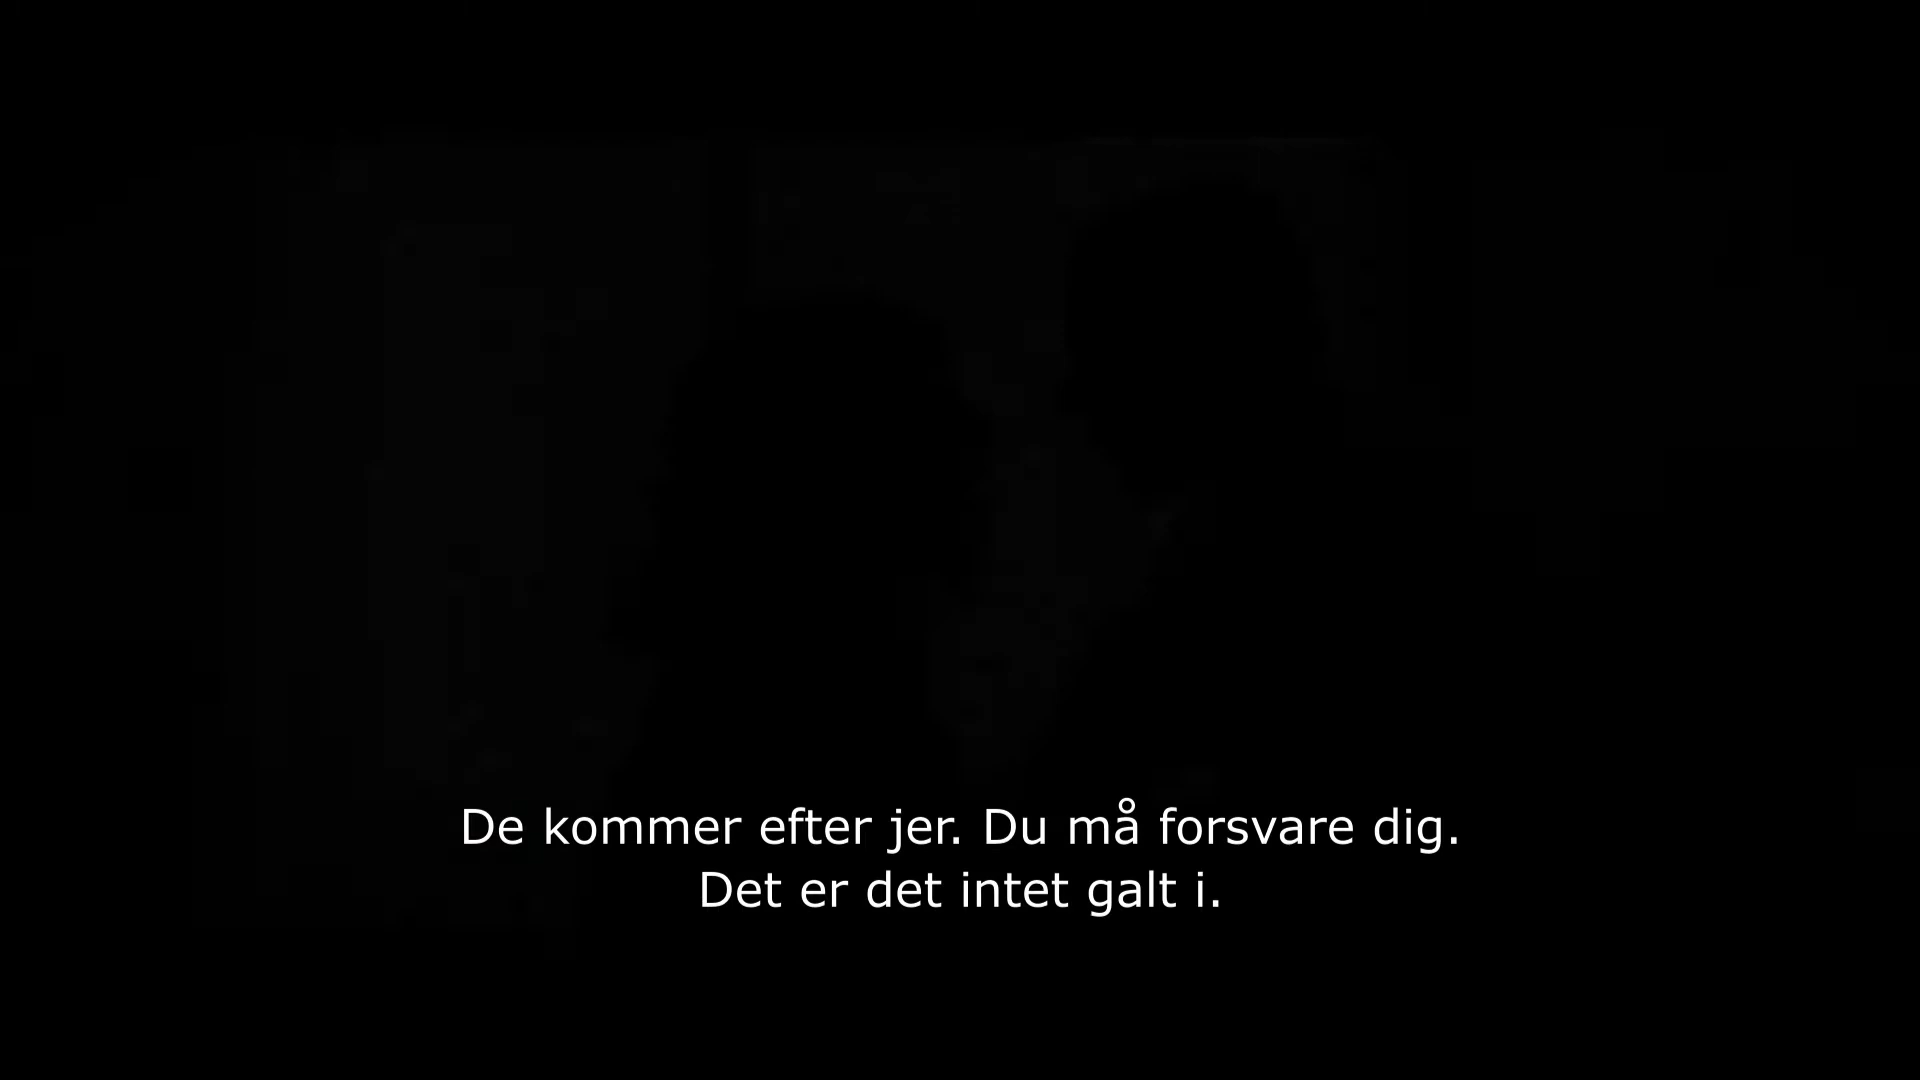 De kommer efter jer. Du må forsvare dig.
Det er det intet galt i.